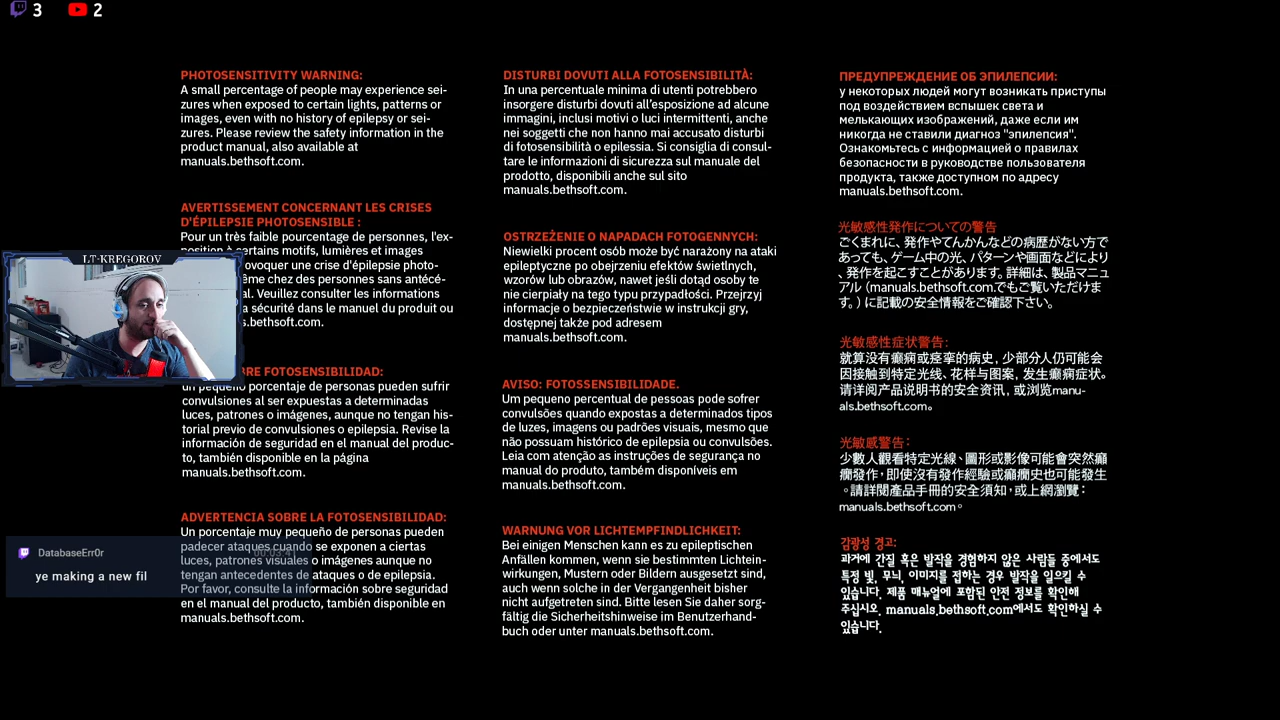 3 2
PHOTOSENSITIVITY WARNING:
A small percentage of people may experience sei-
zures when exposed to certain lights, patterns or
images, even with no history of epilepsy or sei-
zures. Please review the safety information in the
product manual, also available at
manuals.bethsoft.com.
AVERTISSEMENT CONCERNANT LES CRISES
D'ÉPILEPSIE PHOTOSENSIBLE :
Pour un très faible pourcentage de personnes, l'ex-
position à certains motifs, lumières et images
ovoquer une crise d'épilepsie photo-
ême chez des personnes sans antécé-
al. Veuillez consulter les informations
a sécurité dans le manuel du produit ou
s.bethsoft.com.
LT-KREGOROV
BRE FOTOSENSIBILIDAD:
un pequeño porcentaje de personas pueden sufrir
convulsiones al ser expuestas a determinadas
luces, patrones o imágenes, aunque no tengan his-
torial previo de convulsiones o epilepsia. Revise la
información de seguridad en el manual del produc-
to, también disponible en la página
manuals.bethsoft.com.
ADVERTENCIA SOBRE LA FOTOSENSIBILIDAD:
Un porcentaje muy pequeño de personas pueden
padecer ataques cuando se exponen a ciertas
luces, patrones visuales o imágenes aunque no
tengan antecedentes de ataques o de epilepsia.
Por favor, consulte la información sobre seguridad
en el manual del producto, también disponible en
manuals.bethsoft.com.
DatabaseErr0r
ye making a new fil
DISTURBI DOVUTI ALLA FOTOSENSIBILITÀ:
In una percentuale minima di utenti potrebbero
insorgere disturbi dovuti all'esposizione ad alcune
immagini, inclusi motivi o luci intermittenti, anche
nei soggetti che non hanno mai accusato disturbi
di fotosensibilità o epilessia. Si consiglia di consul-
tare le informazioni di sicurezza sul manuale del
prodotto, disponibili anche sul sito
manuals.bethsoft.com.
OSTRZEŻENIE O NAPADACH FOTOGENNYCH:
Niewielki procent osób może być narażony na ataki
epileptyczne po obejrzeniu efektów świetlnych,
wzorów lub obrazów, nawet jeśli dotąd osoby te
nie cierpiały na tego typu przypadłości. Przejrzyj
informacje o bezpieczeństwie w instrukcji gry,
dostępnej także pod adresem
manuals.bethsoft.com.
AVISO: FOTOSSENSIBILIDADE.
Um pequeno percentual de pessoas pode sofrer
convulsões quando expostas a determinados tipos
de luzes, imagens ou padrões visuais, mesmo que
não possuam histórico de epilepsia ou convulsões.
Leia com atenção as instruções de segurança no
manual do produto, também disponíveis em
manuals.bethsoft.com.
WARNUNG VOR LICHTEMPFINDLICHKEIT:
Bei einigen Menschen kann es zu epileptischen
Anfällen kommen, wenn sie bestimmten Lichtein-
wirkungen, Mustern oder Bildern ausgesetzt sind,
auch wenn solche in der Vergangenheit bisher
nicht aufgetreten sind. Bitte lesen Sie daher sorg-
fältig die Sicherheitshinweise im Benutzerhand-
buch oder unter manuals.bethsoft.com.
ПРЕДУПРЕЖДЕНИЕ ОБ ЭПИЛЕПСИИ:
у некоторых людей могут возникать приступы
под воздействием вспышек света и
мелькающих изображений, даже если им
никогда не ставили диагноз "эпилепсия".
Ознакомьтесь с информацией о правилах
безопасности в руководстве пользователя
продукта, также доступном по адресу
manuals.bethsoft.com.
光敏感性発作についての警告
ごくまれに、発作やてんかんなどの病歴がない方で
あっても、ゲーム中の光、パターンや画面などにより
、発作を起こすことがあります。詳細は、製品マニュ
アル（manuals.bethsoft.comでもご覧いただけま
す。）に記載の安全情報をご確認下さい。
光敏感性症状警告：
就算没有癫痫或痉挛的病史，少部分人仍可能会
因接触到特定光线、花样与图案，发生癫痫症状。
请详阅产品说明书的安全资讯，或浏览manu-
als.bethsoft.com。
光敏感警告：
少數人觀看特定光線、圖形或影像可能會突然癲
癇發作，即使沒有發作經驗或癲癇史也可能發生
。請詳閱產品手冊的安全須知，或上網瀏覽：
manuals.bethsoft.com。
감광성 경고:
과거에 간질 혹은 발작을 경험하지 않은 사람들 중에서도
특정 빛, 무늬, 이미지를 접하는 경우 발작을 일으킬 수
있습니다. 제품 매뉴얼에 포함된 안전 정보를 확인해
주십시오. manuals.bethsoft.com에서도 확인하실 수
있습니다.